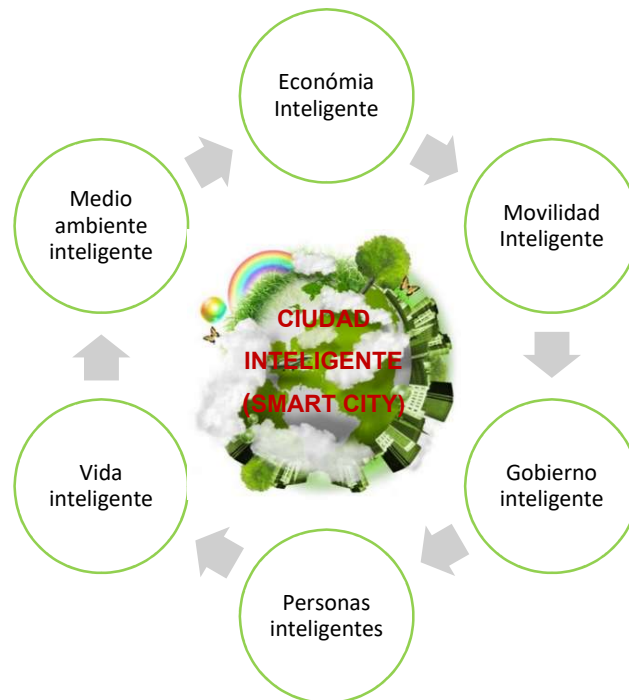 Económia
Inteligente
Movilidad
Inteligente
Gobierno
inteligente
Personas
inteligentes
Vida
inteligente
Medio
ambiente
inteligente
CIUDAD
INTELIGENTE
(SMART CITY)